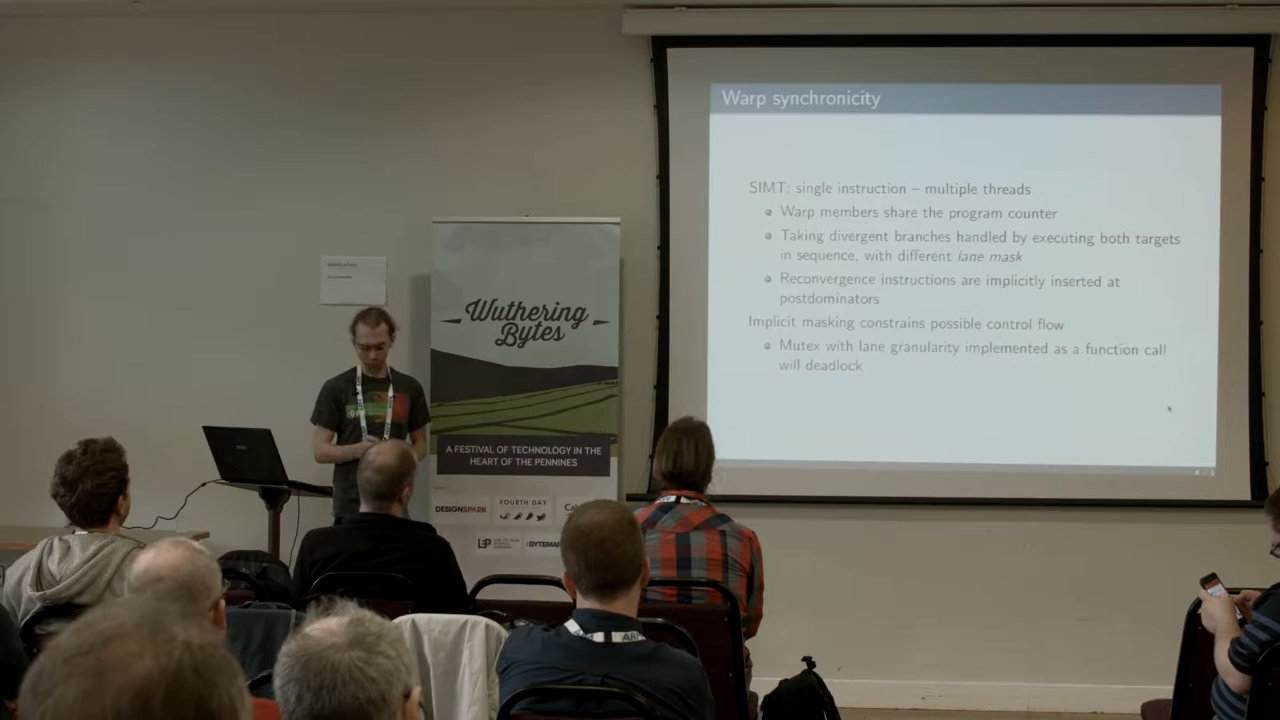 Warp synchronicity
SIMT: single instruction – multiple threads
Warp members share the program counter
Taking divergent branches handled by executing both targets
in sequence, with different lane mask
Reconvergence instructions are implicitly inserted at
postdominators
Implicit masking constrains possible control flow
Mutex with lane granularity implemented as a function call
will deadlock
Wuthering
Bytes
A FESTIVAL OF TECHNOLOGY IN THE
HEART OF THE PENNINES
DESIGNSPARK
FOURTH DAY
ARM